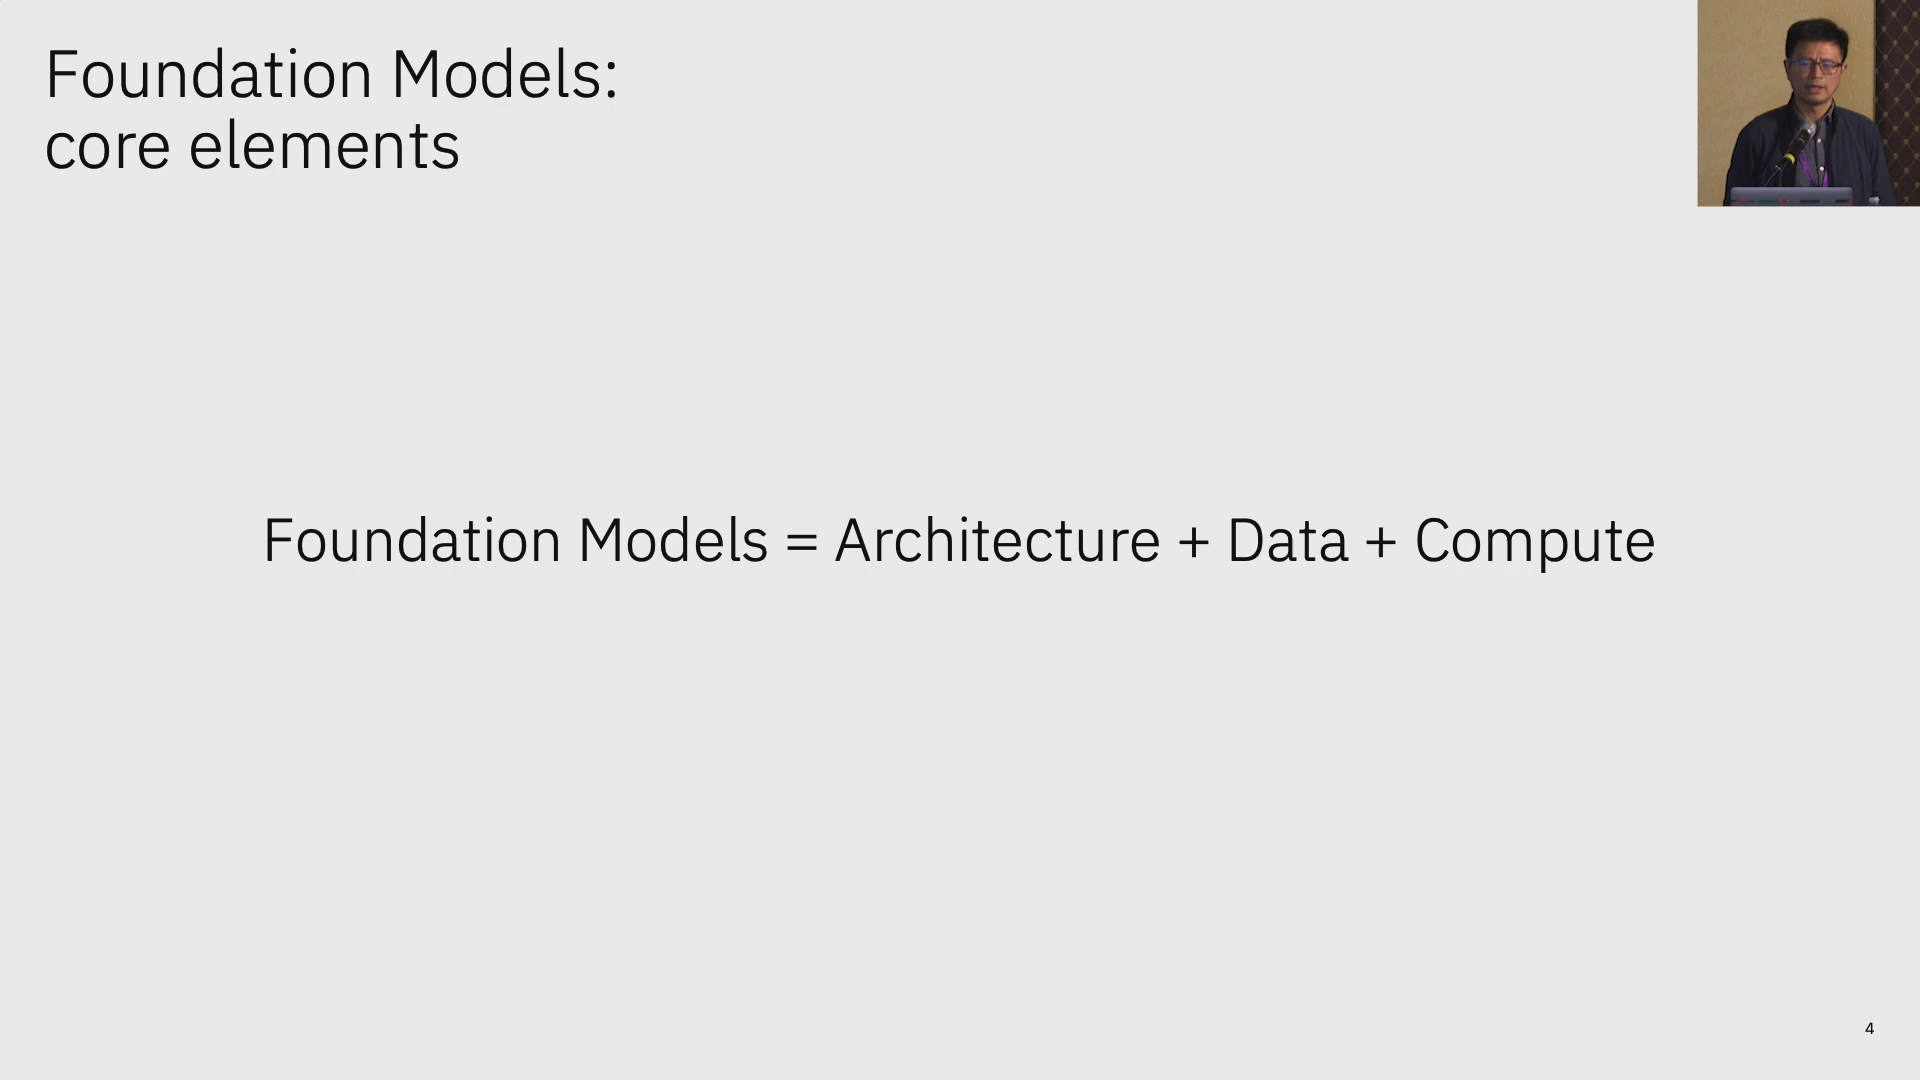 Foundation Models:
core elements
Foundation Models = Architecture + Data + Compute
4